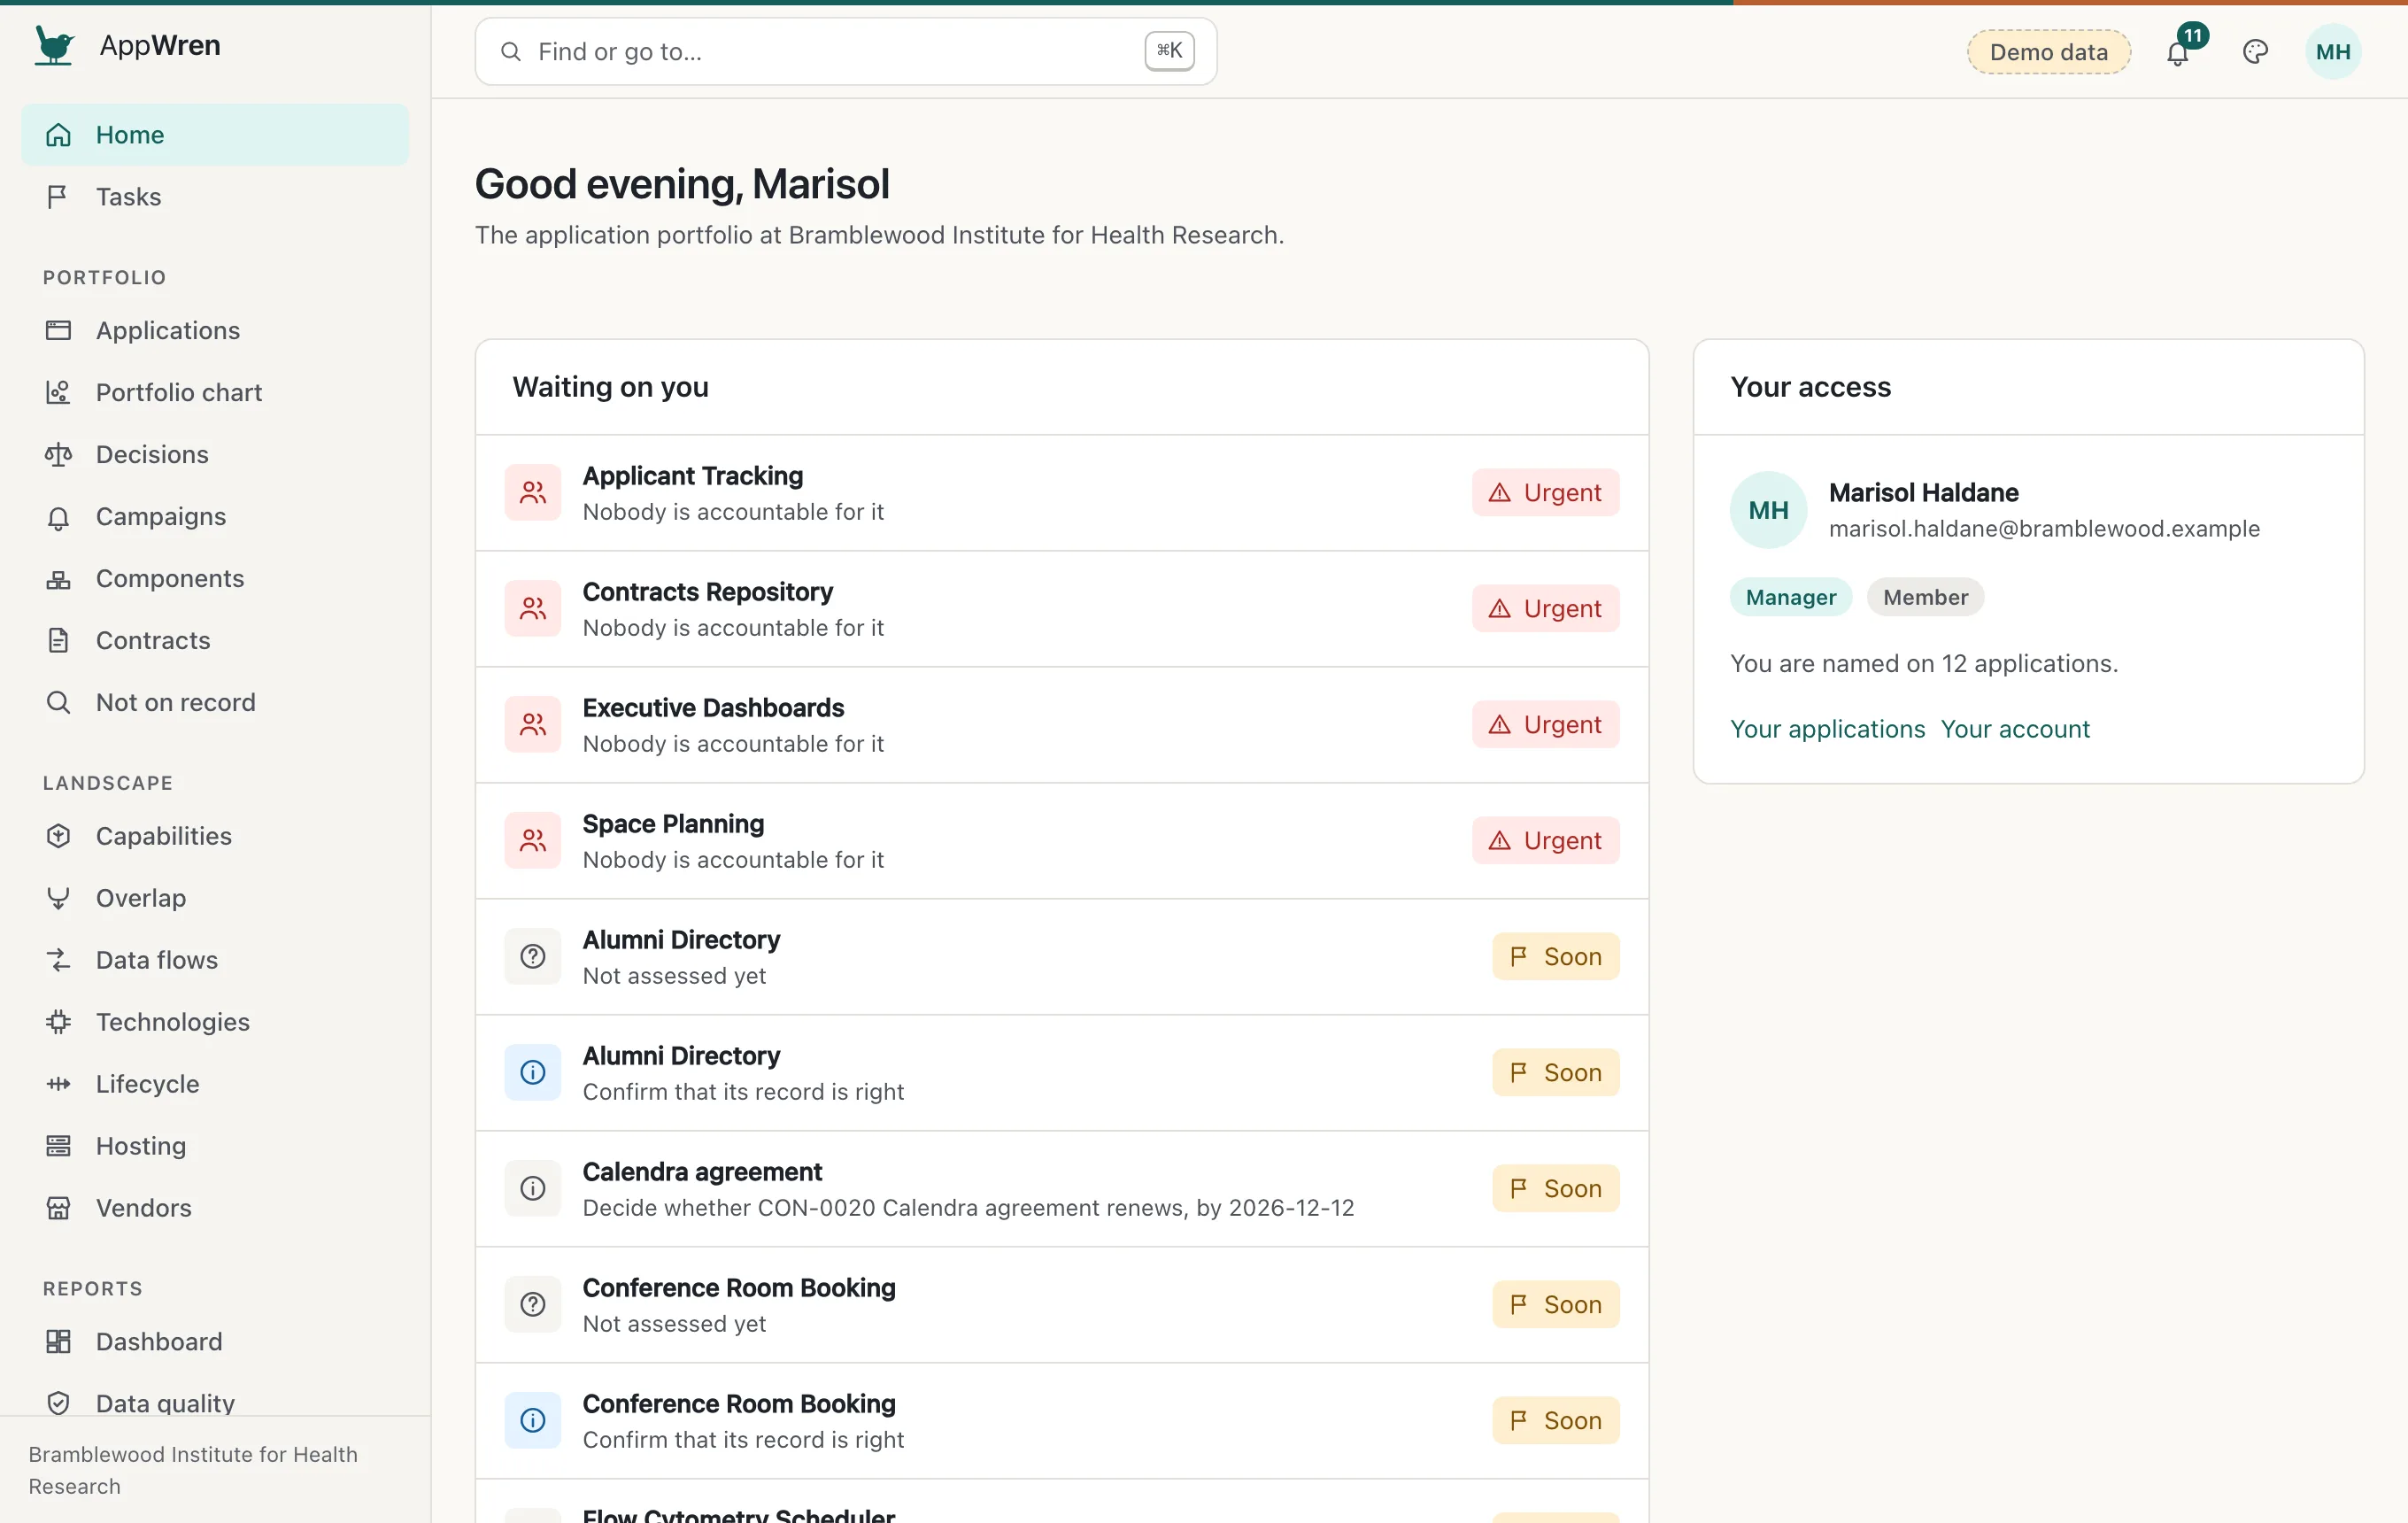 AppWren
Find or go to...
⌘K
Demo data
11
MH
Home
Tasks
PORTFOLIO
Applications
Portfolio chart
Decisions
Campaigns
Components
Contracts
Not on record
LANDSCAPE
Capabilities
Overlap
Data flows
Technologies
Lifecycle
Hosting
Vendors
REPORTS
Dashboard
Data quality
Bramblewood Institute for Health
Research
Good evening, Marisol
The application portfolio at Bramblewood Institute for Health Research.
Waiting on you
Applicant Tracking
Nobody is accountable for it
Urgent
Contracts Repository
Nobody is accountable for it
Urgent
Executive Dashboards
Nobody is accountable for it
Urgent
Space Planning
Nobody is accountable for it
Urgent
Alumni Directory
Not assessed yet
Soon
Alumni Directory
Confirm that its record is right
Soon
Calendra agreement
Decide whether CON-0020 Calendra agreement renews, by 2026-12-12
Soon
Conference Room Booking
Not assessed yet
Soon
Conference Room Booking
Confirm that its record is right
Soon
Flow Cytometry Scheduler
Your access
MH
Marisol Haldane
marisol.haldane@bramblewood.example
Manager
Member
You are named on 12 applications.
Your applications
Your account